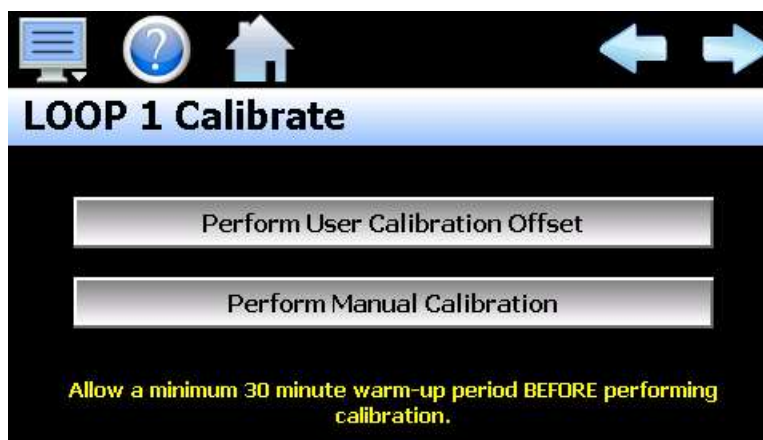 ?
LOOP 1 Calibrate
Perform User Calibration Offset
Perform Manual Calibration
Allow a minimum 30 minute warm-up period BEFORE performing
calibration.